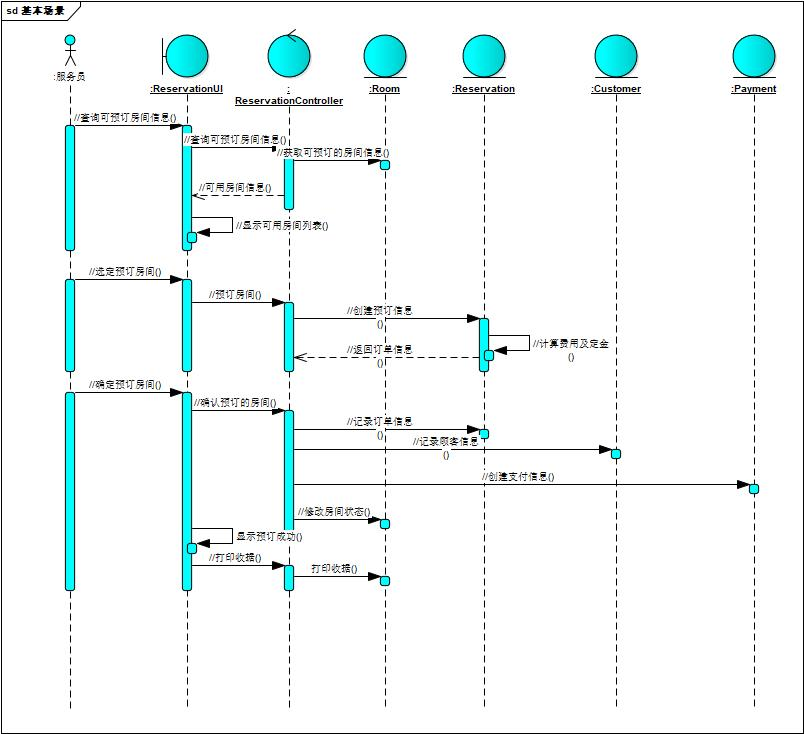 sd 基本场景
:服务员
:ReservationUI
:
ReservationController
:Room
:Reservation
:Customer
:Payment
//查询可预订房间信息()
//查询可预订房间信息()
//获取可预订的房间信息()
//可用房间信息()
//显示可用房间列表()
//选定预订房间()
//预订房间()
//创建预订信息
()
//计算费用及定金
()
//返回订单信息
()
//确定预订房间()
//确认预订的房间()
//记录订单信息
()
//记录顾客信息
()
//创建支付信息()
//修改房间状态()
显示预订成功()
//打印收据()
打印收据()